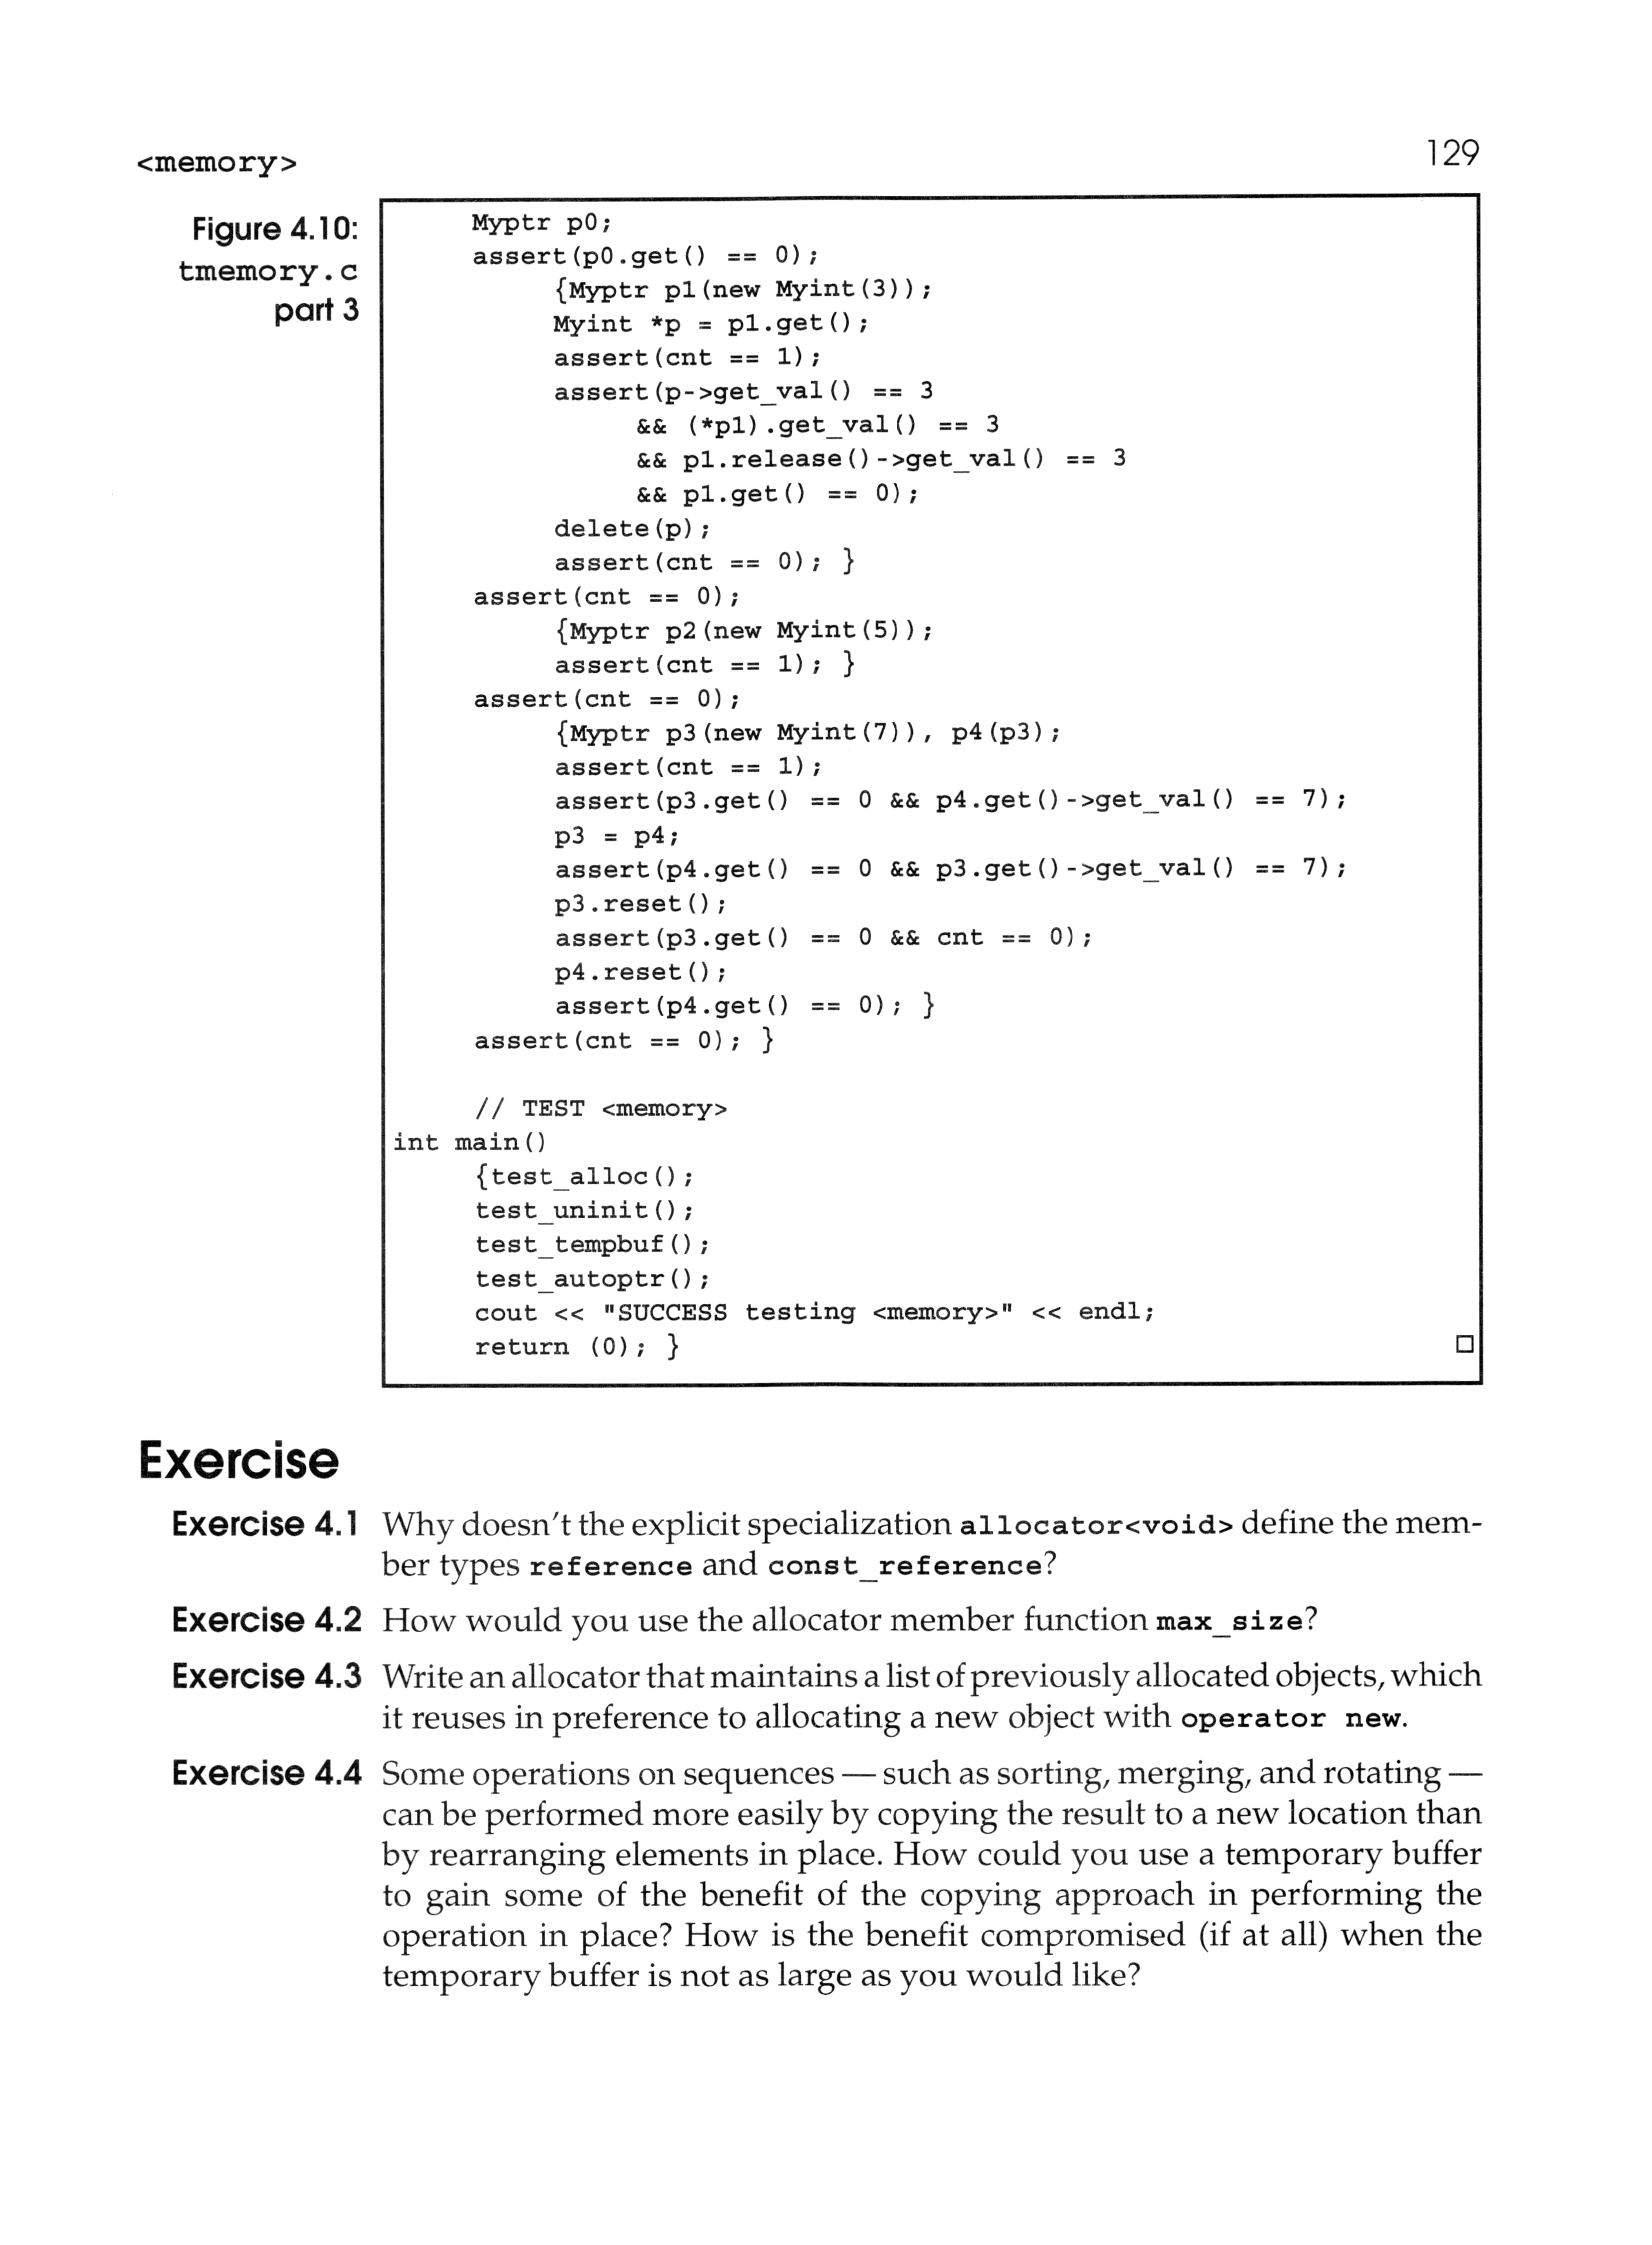 <memory>
129
Figure 4.10:
tmemory.c
part 3
Myptr p0;
assert(p0.get() == 0);
{Myptr p1(new Myint(3));
Myint *p = p1.get();
assert(cnt == 1);
assert(p->get_val() == 3
&& (*p1).get_val() == 3
&& p1.release()->get_val() == 3
&& p1.get() == 0);
delete(p);
assert(cnt == 0); }
assert(cnt == 0);
{Myptr p2(new Myint(5));
assert(cnt == 1); }
assert(cnt == 0);
{Myptr p3(new Myint(7)), p4(p3);
assert(cnt == 1);
assert(p3.get() == 0 && p4.get()->get_val() == 7);
p3 = p4;
assert(p4.get() == 0 && p3.get()->get_val() == 7);
p3.reset();
assert(p3.get() == 0 && cnt == 0);
p4.reset();
assert(p4.get() == 0); }
assert(cnt == 0); }
// TEST <memory>
int main()
{test_alloc();
test_uninit();
test_tempbuf();
test_autoptr();
cout << "SUCCESS testing <memory>" << endl;
return (0); }
Exercise
Exercise 4.1 Why doesn't the explicit specialization allocator<void> define the mem-
ber types reference and const_reference?
Exercise 4.2 How would you use the allocator member function max_size?
Exercise 4.3 Write an allocator that maintains a list of previously allocated objects, which
it reuses in preference to allocating a new object with operator new.
Exercise 4.4 Some operations on sequences — such as sorting, merging, and rotating —
can be performed more easily by copying the result to a new location than
by rearranging elements in place. How could you use a temporary buffer
to gain some of the benefit of the copying approach in performing the
operation in place? How is the benefit compromised (if at all) when the
temporary buffer is not as large as you would like?